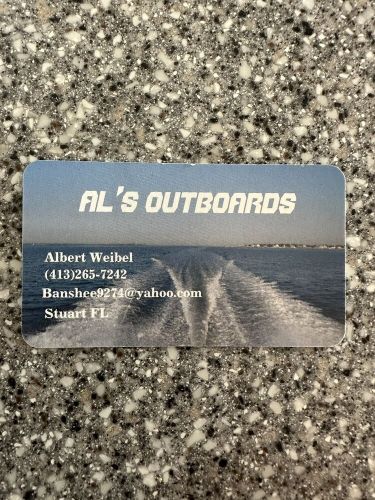 AL'S OUTBOARDS
Albert Weibel
(413)265-7242
Banshee9274@yahoo.com
Stuart FL